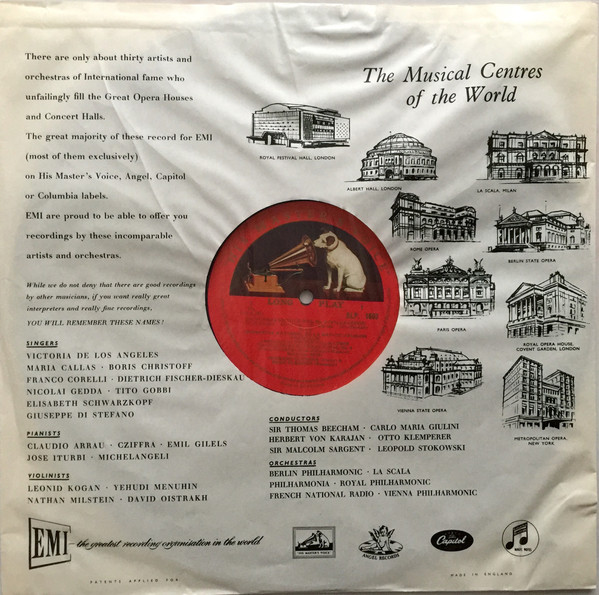 There are only about thirty artists and
orchestras of International fame who
unfailingly fill the Great Opera Houses
and Concert Halls.
The great majority of these record for EMI
(most of them exclusively)
on His Master's Voice, Angel, Capitol
or Columbia labels.
EMI are proud to be able to offer you
recordings by these incomparable
artists and orchestras.
While we do not deny that there are good recordings
by other musicians, if you want really great
interpreters and really fine recordings,
YOU WILL REMEMBER THESE NAMES!
SINGERS
VICTORIA DE LOS ANGELES
MARIA CALLAS · BORIS CHRISTOFF
FRANCO CORELLI · DIETRICH FISCHER-DIESKAU
NICOLAI GEDDA · TITO GOBBI
ELISABETH SCHWARZKOPF
GIUSEPPE DI STEFANO
PIANISTS
CLAUDIO ARRAU · CZIFFRA · EMIL GILELS
JOSE ITURBI · MICHELANGELI
VIOLINISTS
LEONID KOGAN · YEHUDI MENUHIN
NATHAN MILSTEIN · DAVID OISTRAKH
The Musical Centres
of the World
ROYAL FESTIVAL HALL, LONDON
ALBERT HALL, LONDON
LA SCALA, MILAN
ROME OPERA
BERLIN STATE OPERA
PARIS OPERA
ROYAL OPERA HOUSE,
COVENT GARDEN, LONDON
VIENNA STATE OPERA
METROPOLITAN OPERA,
NEW YORK
LONG PLAY
CONDUCTORS
SIR THOMAS BEECHAM · CARLO MARIA GIULINI
HERBERT VON KARAJAN · OTTO KLEMPERER
SIR MALCOLM SARGENT · LEOPOLD STOKOWSKI
ORCHESTRAS
BERLIN PHILHARMONIC · LA SCALA
PHILHARMONIA · ROYAL PHILHARMONIC
FRENCH NATIONAL RADIO · VIENNA PHILHARMONIC
EMI the greatest recording organisation in the world
"HIS MASTER'S VOICE"
ANGEL RECORDS
Capitol
PATENTS APPLIED FOR
MADE IN ENGLAND